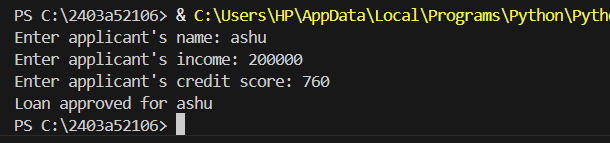 PS C:\2403a52106> & C:\Users\HP\AppData\Local\Programs\Python\Pytho
Enter applicant's name: ashu
Enter applicant's income: 200000
Enter applicant's credit score: 760
Loan approved for ashu
PS C:\2403a52106>